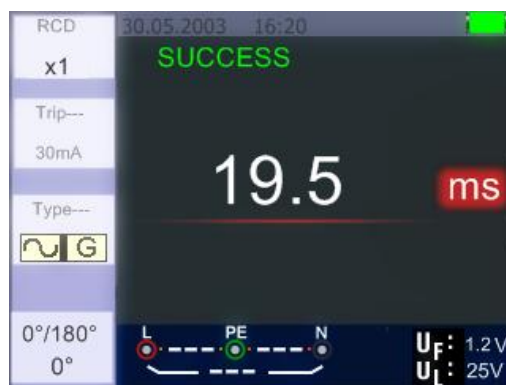 RCD
30.05.2003 16:20
x1
SUCCESS
Trip---
30mA
19.5 ms
Type---
G
0°/180°
0°
L PE N
UF: 1.2V
UL: 25V